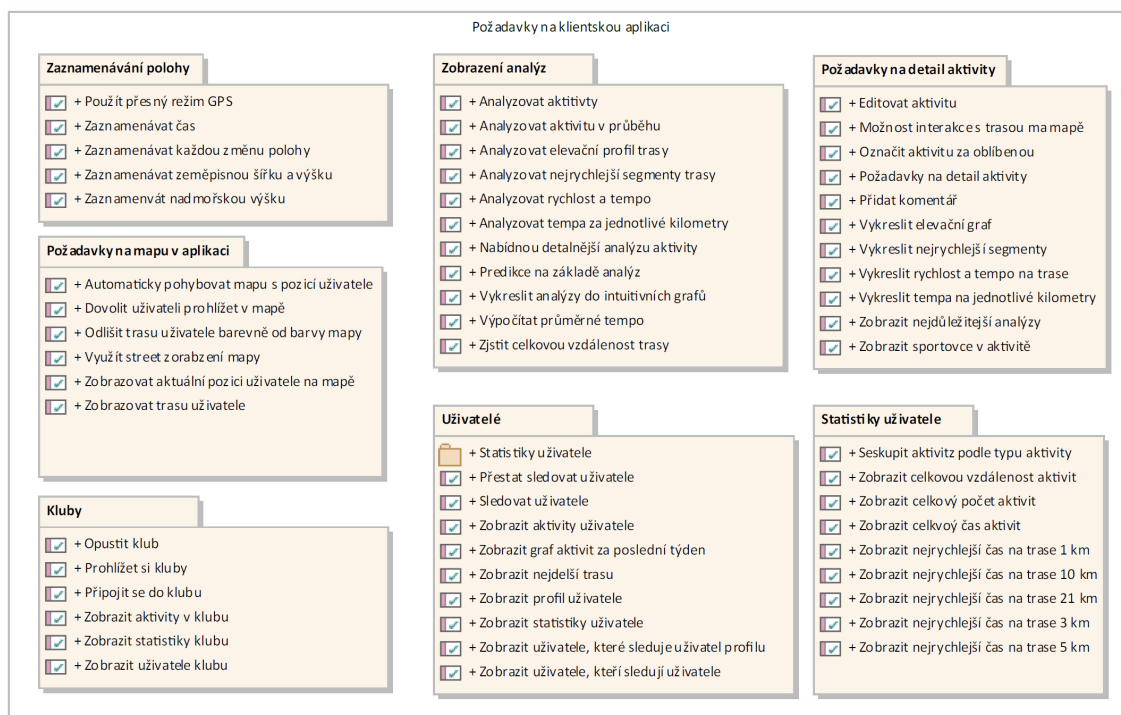 Požadavky na klientskou aplikaci
Zaznamenávání polohy
+ Použít přesný režim GPS
+ Zaznamenávat čas
+ Zaznamenávat každou změnu polohy
+ Zaznamenávat zeměpisnou šířku a výšku
+ Zaznamenvát nadmořskou výšku
Požadavky na mapu v aplikaci
+ Automaticky pohybovat mapu s pozicí uživatele
+ Dovolit uživateli prohlížet v mapě
+ Odlišit trasu uživatele barevně od barvy mapy
+ Využít street zorabzení mapy
+ Zobrazovat aktuální pozici uživatele na mapě
+ Zobrazovat trasu uživatele
Kluby
+ Opustit klub
+ Prohlížet si kluby
+ Připojit se do klubu
+ Zobrazit aktivity v klubu
+ Zobrazit statistiky klubu
+ Zobrazit uživatele klubu
Zobrazení analýz
+ Analyzovat aktitivty
+ Analyzovat aktivitu v průběhu
+ Analyzovat elevační profil trasy
+ Analyzovat nejrychlejší segmenty trasy
+ Analyzovat rychlost a tempo
+ Analyzovat tempa za jednotlivé kilometry
+ Nabídnou detailnější analýzu aktivity
+ Predikce na základě analýz
+ Vykreslit analýzy do intuitivních grafů
+ Výpočítat průměrné tempo
+ Zjstit celkovou vzdálenost trasy
Uživatelé
+ Statistiky uživatele
+ Přestat sledovat uživatele
+ Sledovat uživatele
+ Zobrazit aktivity uživatele
+ Zobrazit graf aktivit za poslední týden
+ Zobrazit nejdelší trasu
+ Zobrazit profil uživatele
+ Zobrazit statistiky uživatele
+ Zobrazit uživatele, které sleduje uživatel profilu
+ Zobrazit uživatele, kteří sledují uživatele
Požadavky na detail aktivity
+ Editovat aktivitu
+ Možnost interakce s trasou ma mapě
+ Označit aktivitu za oblíbenou
+ Požadavky na detail aktivity
+ Přidat komentář
+ Vykreslit elevační graf
+ Vykreslit nejrychlejší segmenty
+ Vykreslit rychlost a tempo na trase
+ Vykreslit tempa na jednotlivé kilometry
+ Zobrazit nejdůležitejší analýzy
+ Zobrazit sportovce v aktivitě
Statistiky uživatele
+ Seskupit aktivitz podle typu aktivity
+ Zobrazit celkovou vzdálenost aktivit
+ Zobrazit celkový počet aktivit
+ Zobrazit celkvoý čas aktivit
+ Zobrazit nejrychlejší čas na trase 1 km
+ Zobrazit nejrychlejší čas na trase 10 km
+ Zobrazit nejrychlejší čas na trase 21 km
+ Zobrazit nejrychlejší čas na trase 3 km
+ Zobrazit nejrychlejší čas na trase 5 km